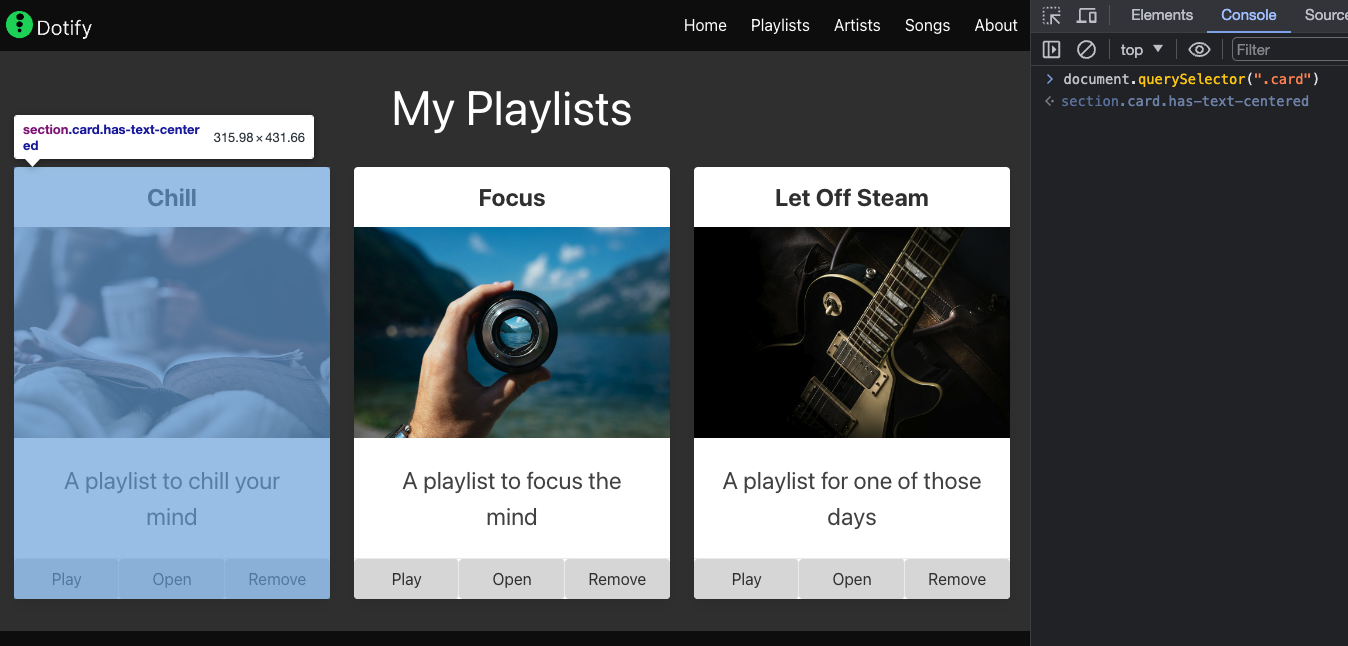 Dotify
Home Playlists Artists Songs About
My Playlists
section.card.has-text-center
ed
315.98 × 431.66
Chill
A playlist to chill your
mind
Play Open Remove
Focus
A playlist to focus the
mind
Play Open Remove
Let Off Steam
A playlist for one of those
days
Play Open Remove
Elements Console Source
top ▼ Filter
> document.querySelector(".card")
section.card.has-text-centered